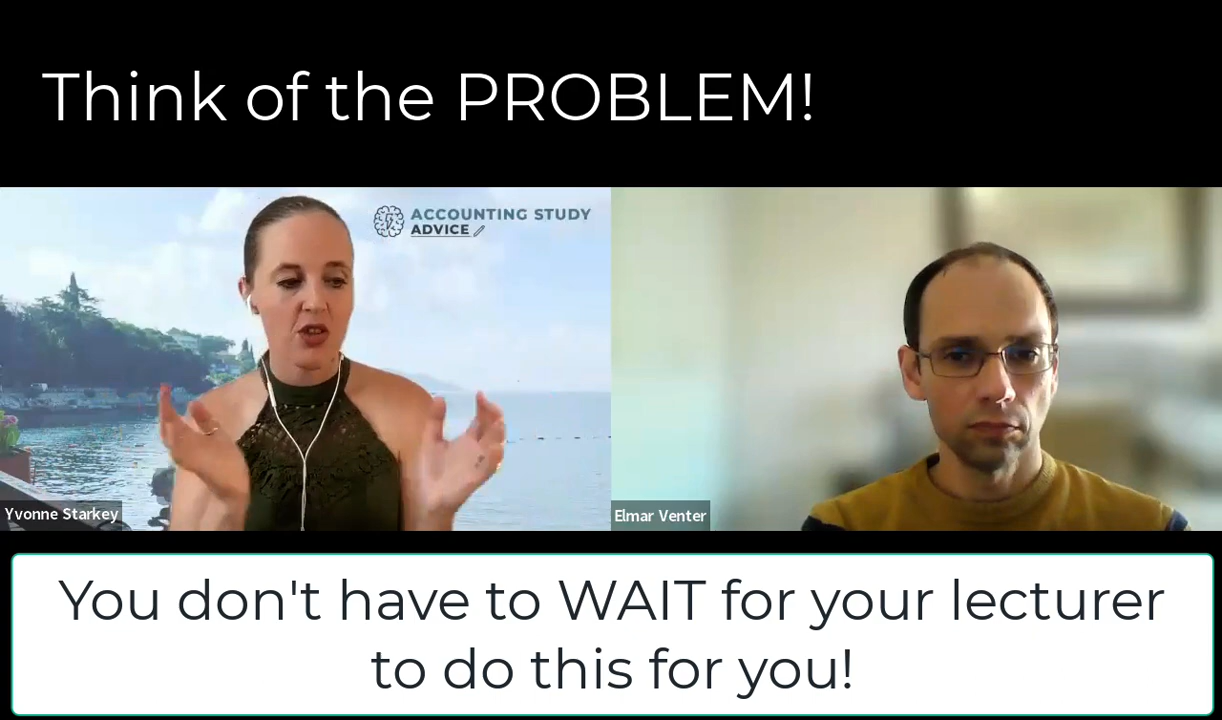 Think of the PROBLEM!
ACCOUNTING STUDY
ADVICE
Yvonne Starkey
Elmar Venter
You don't have to WAIT for your lecturer
to do this for you!